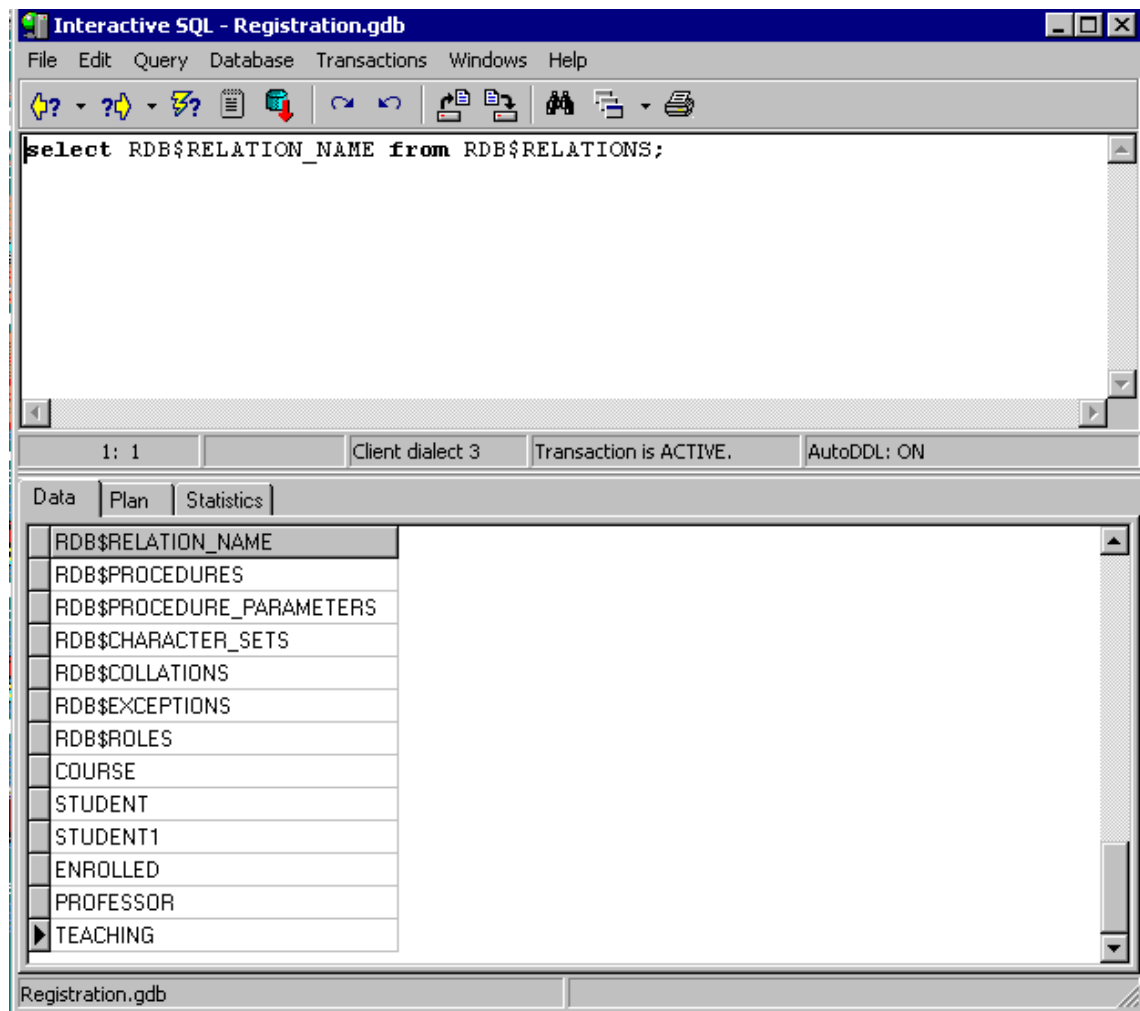 Interactive SQL - Registration.gdb
File Edit Query Database Transactions Windows Help
select RDB$RELATION_NAME from RDB$RELATIONS;
1: 1 Client dialect 3 Transaction is ACTIVE. AutoDDL: ON
Data Plan Statistics
RDB$RELATION_NAME
RDB$PROCEDURES
RDB$PROCEDURE_PARAMETERS
RDB$CHARACTER_SETS
RDB$COLLATIONS
RDB$EXCEPTIONS
RDB$ROLES
COURSE
STUDENT
STUDENT1
ENROLLED
PROFESSOR
TEACHING
Registration.gdb